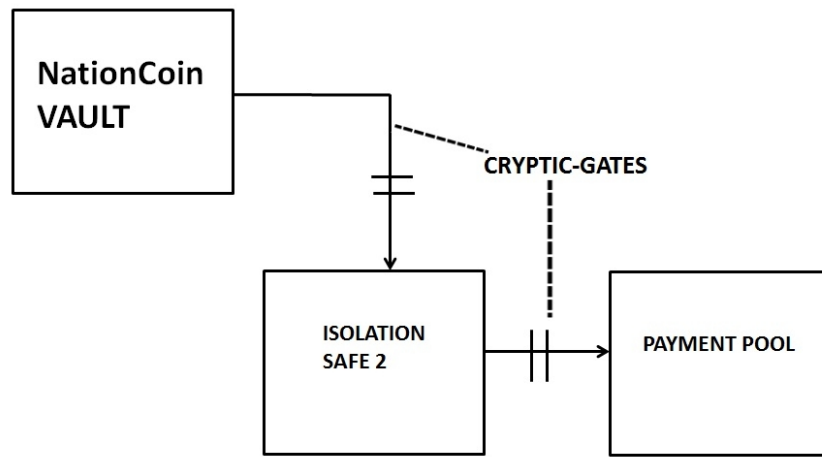 NationCoin
VAULT
CRYPTIC-GATES
ISOLATION
SAFE 2
PAYMENT POOL